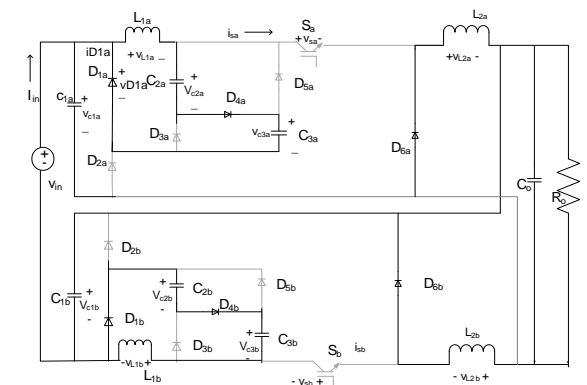 L1a
isa
Sa
L2a
iD1a
+ vL1a -
+ vsa -
+ vL2a -
Iin
D1a
vD1a
C2a
+
Vc2a
-
D4a
D5a
c1a
+
vc1a
-
D3a
vc3a
+
-
C3a
D6a
D2a
vin
Co
Ro
D2b
C1b
+
Vc1b
-
C2b
+
Vc2b
-
D4b
D5b
D6b
D1b
D3b
Vc3b
+
-
C3b
- vL1b +
L1b
Sb
isb
- vsb +
L2b
- vL2b +